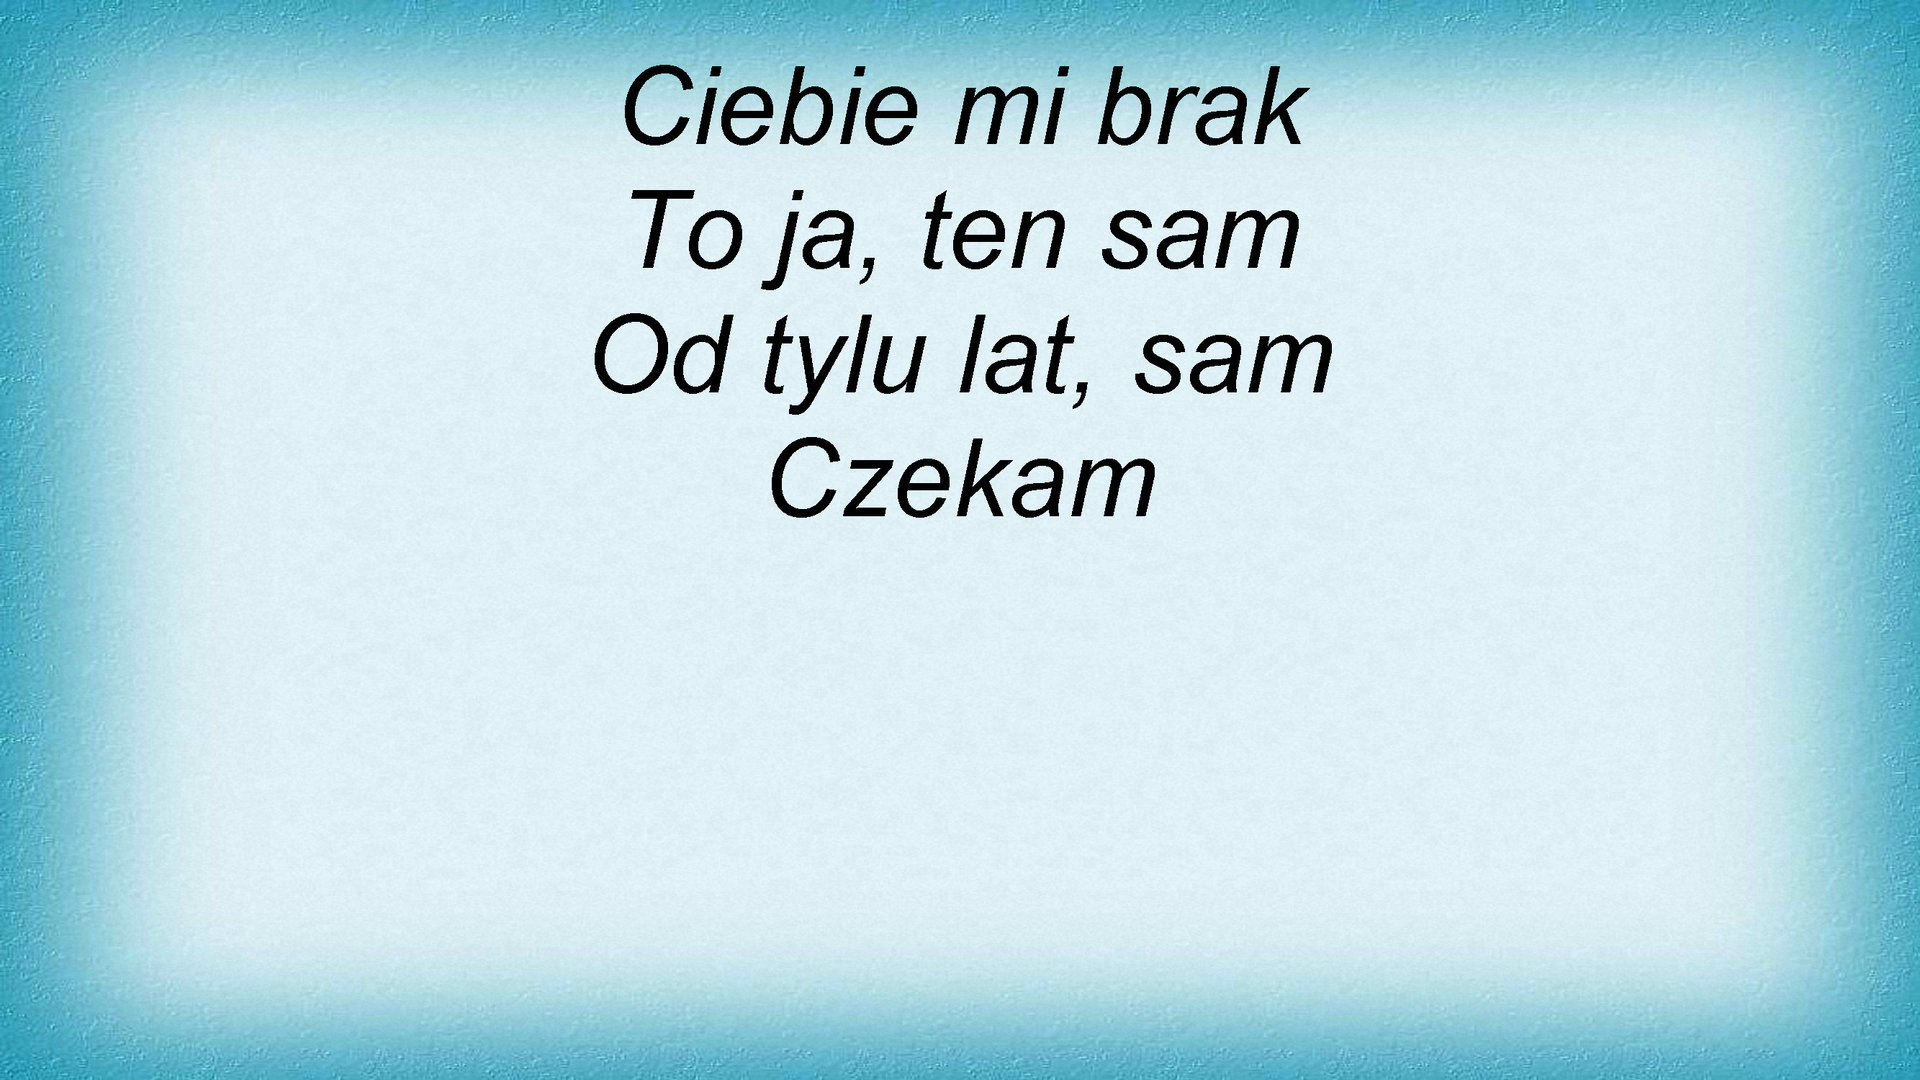 Ciebie mi brak
To ja, ten sam
Od tylu lat, sam
Czekam